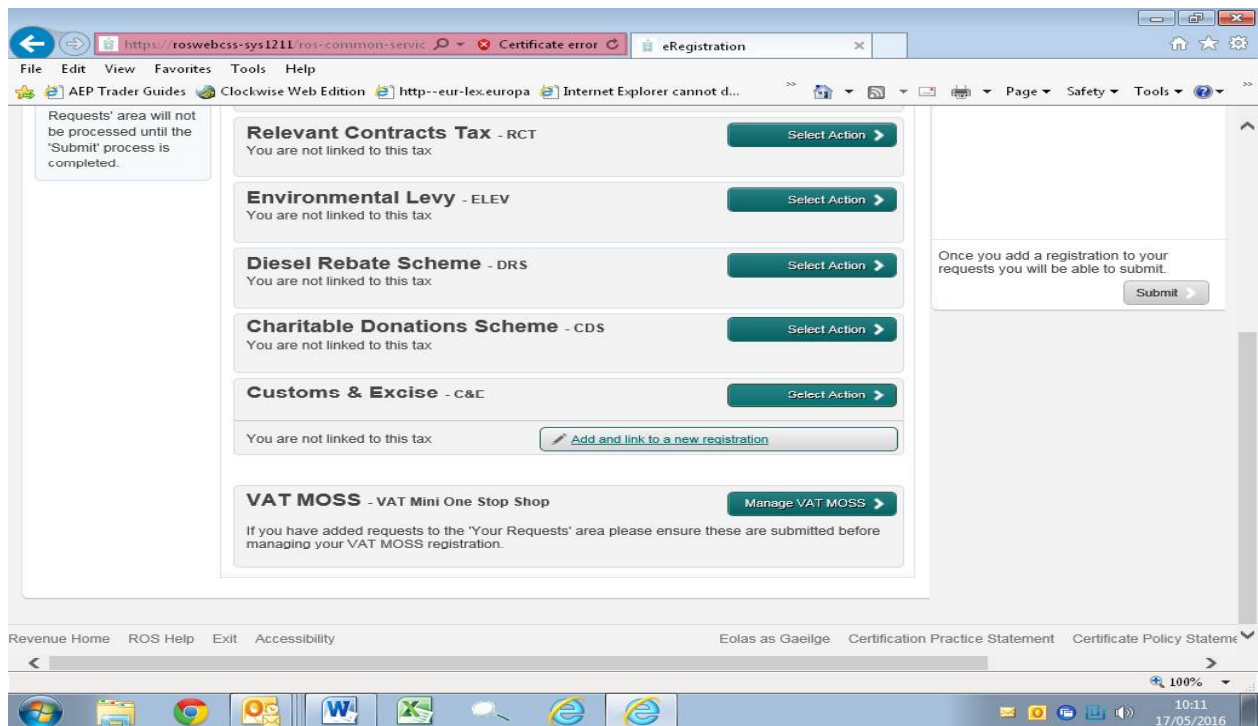 https://roswebcss-sys1211/ros-common-servic
Certificate error
eRegistration
File Edit View Favorites Tools Help
AEP Trader Guides Clockwise Web Edition http--eur-lex.europa Internet Explorer cannot d...
Page Safety Tools
Requests' area will not
be processed until the
'Submit' process is
completed.
Relevant Contracts Tax - RCT
Select Action
You are not linked to this tax
Environmental Levy - ELEV
Select Action
You are not linked to this tax
Diesel Rebate Scheme - DRS
Select Action
You are not linked to this tax
Charitable Donations Scheme - CDS
Select Action
You are not linked to this tax
Customs & Excise - C&E
Select Action
You are not linked to this tax
Add and link to a new registration
VAT MOSS - VAT Mini One Stop Shop
Manage VAT MOSS
If you have added requests to the 'Your Requests' area please ensure these are submitted before
managing your VAT MOSS registration.
Once you add a registration to your
requests you will be able to submit.
Submit
Revenue Home ROS Help Exit Accessibility
Eolas as Gaeilge Certification Practice Statement Certificate Policy Stateme
100%
10:11
17/05/2016